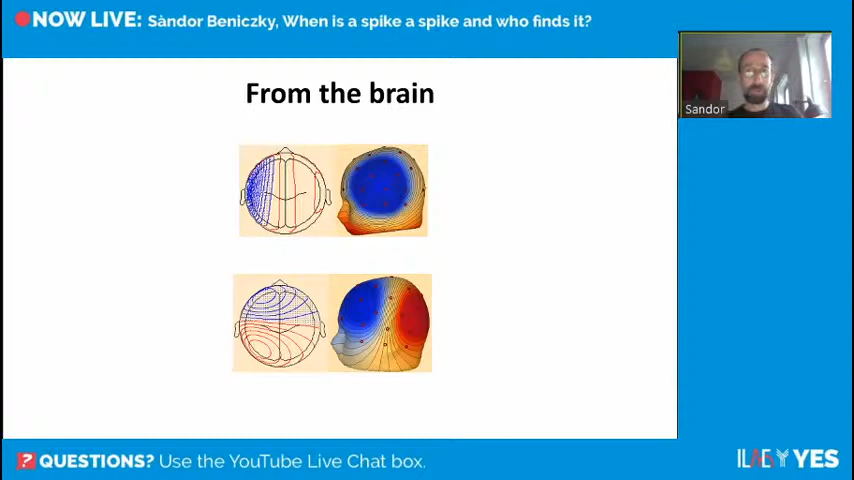 NOW LIVE: Sàndor Beniczky, When is a spike a spike and who finds it?
From the brain
Sandor
? QUESTIONS? Use the YouTube Live Chat box.
ILAE YES